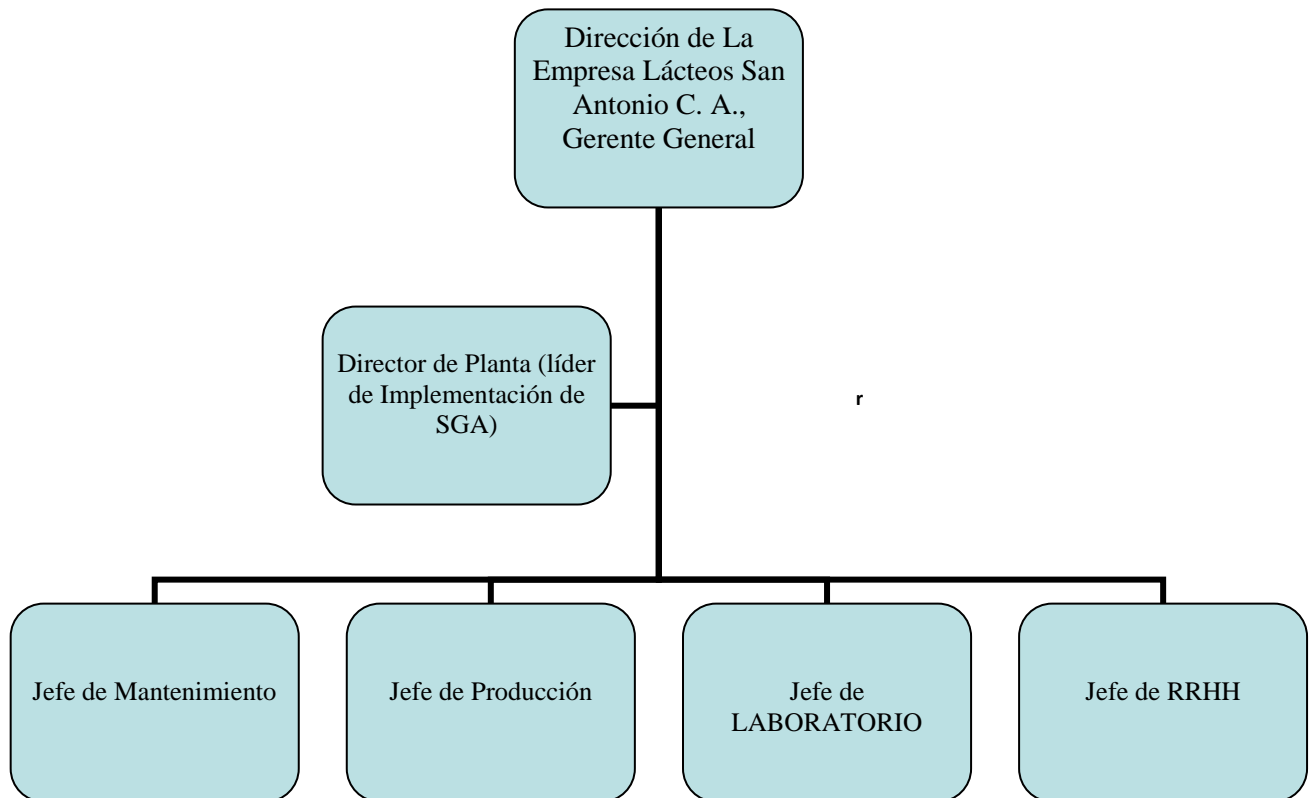 Dirección de La
Empresa Lácteos San
Antonio C. A.,
Gerente General
Director de Planta (líder
de Implementación de
SGA)
r
Jefe de Mantenimiento
Jefe de Producción
Jefe de
LABORATORIO
Jefe de RRHH